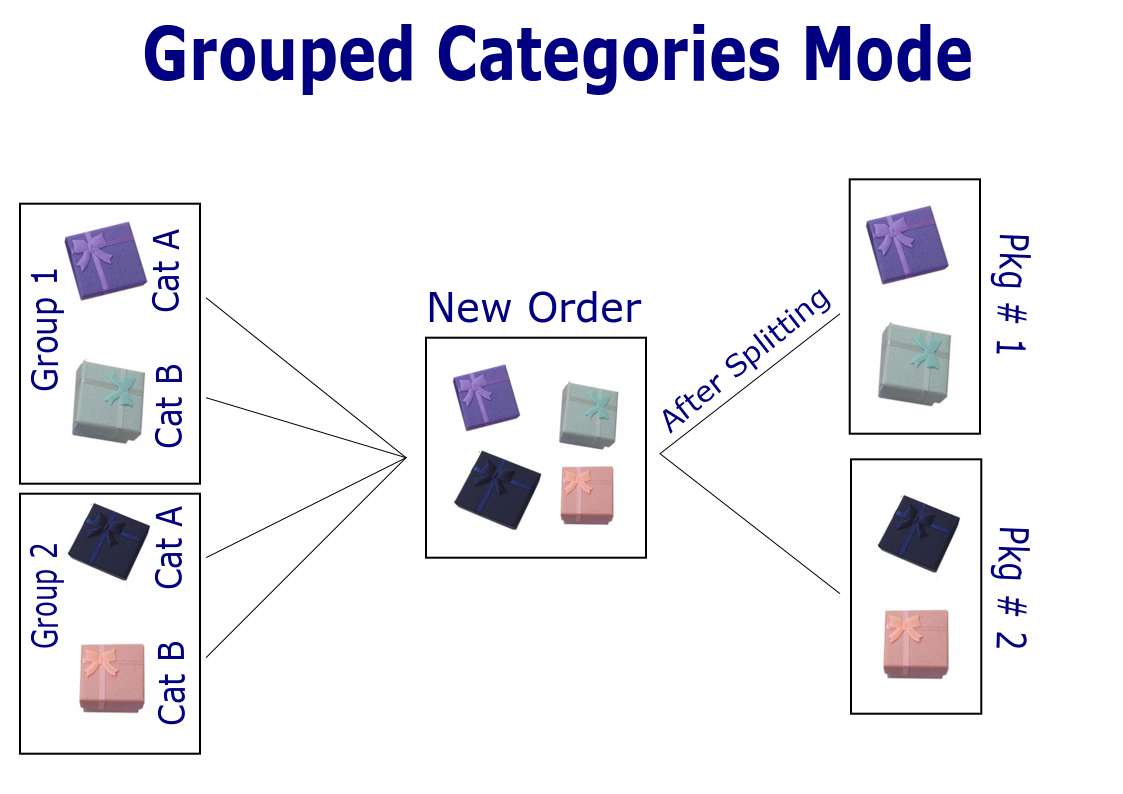 Grouped Categories Mode
Group 1
Cat A
Cat B
Group 2
Cat A
Cat B
New Order
After Splitting
Pkg # 1
Pkg # 2